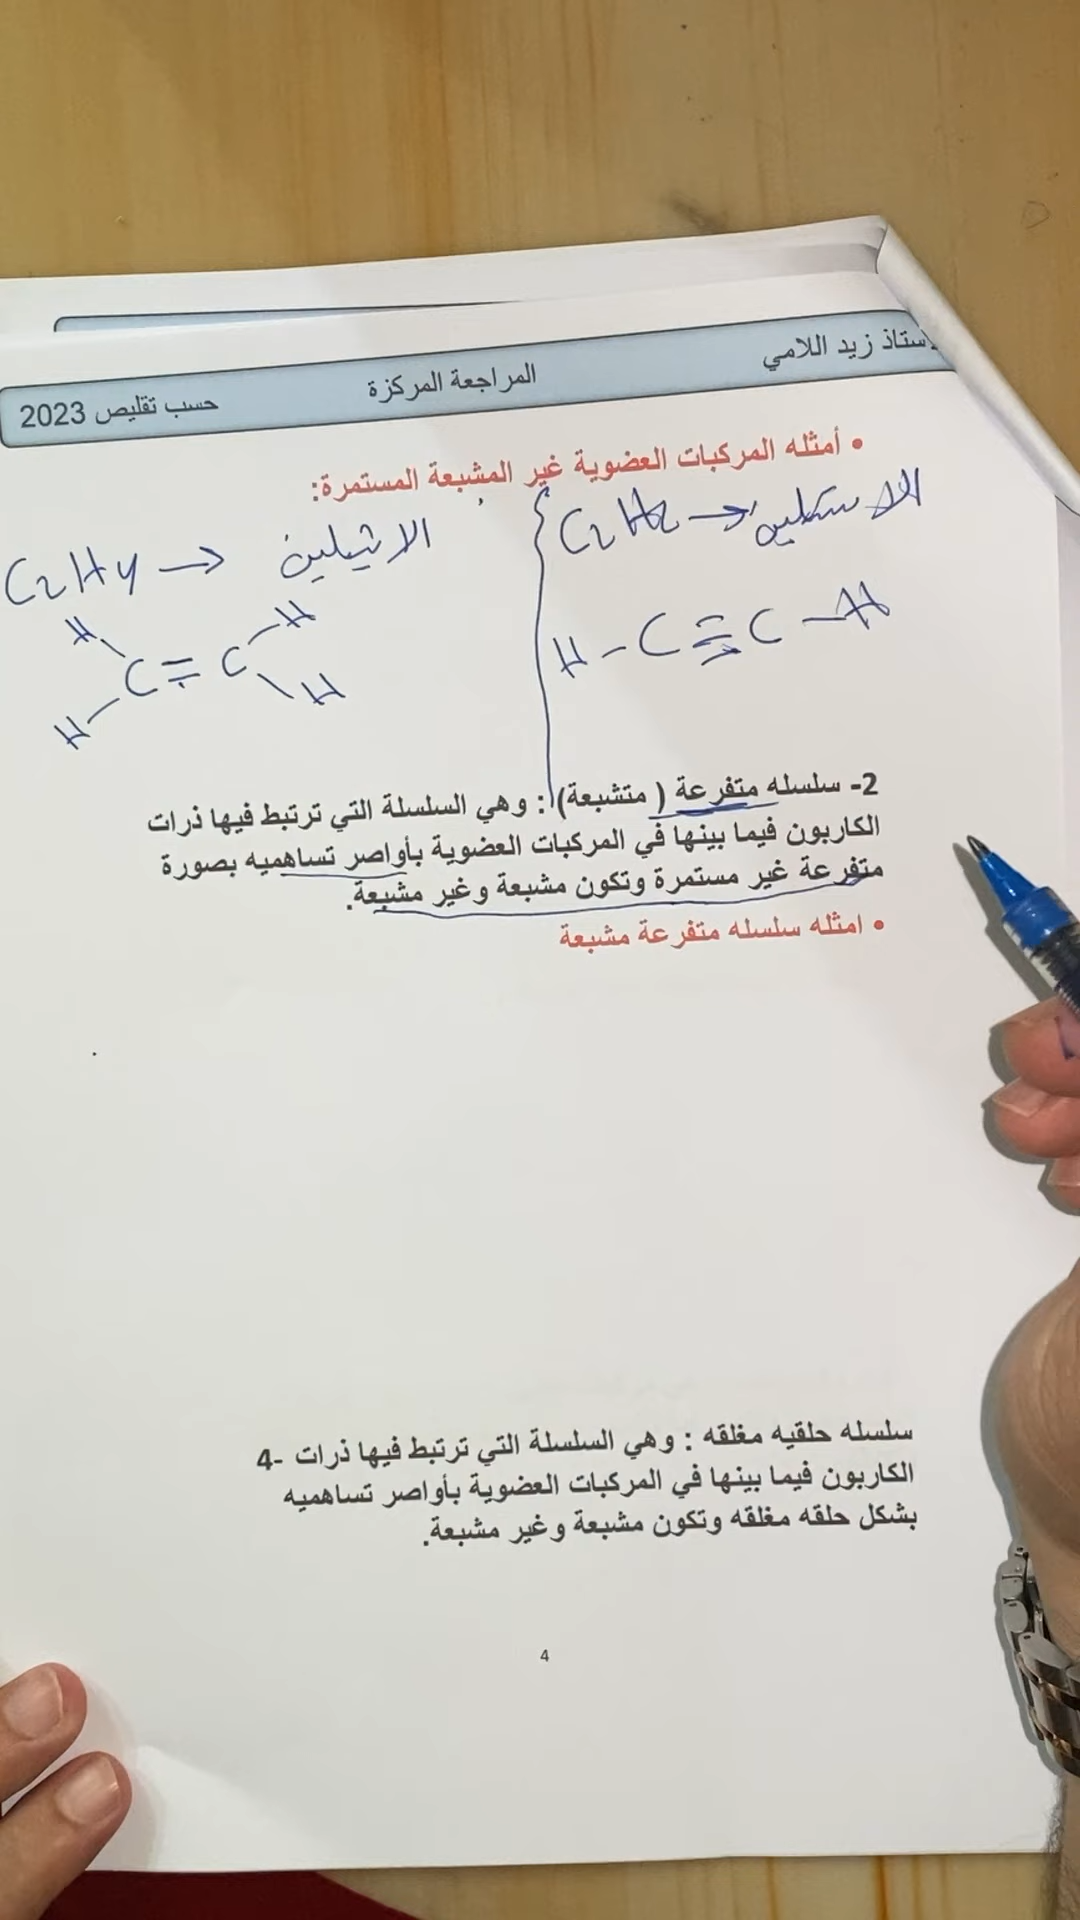 ستاذ زيد اللامي
المراجعة المركزة
حسب تقليص 2023
• أمثله المركبات العضوية غير المشبعة المستمرة:
C2H2 → الاستيلين
H - C ≡ C - H
C2H4 → الاثيلين
H H
C = C
H H
2- سلسله متفرعة ( متشبعة) : وهي السلسلة التي ترتبط فيها ذرات
الكاربون فيما بينها في المركبات العضوية بأواصر تساهميه بصورة
متفرعة غير مستمرة وتكون مشبعة وغير مشبعة.
• امثله سلسله متفرعة مشبعة
4- سلسله حلقيه مغلقه : وهي السلسلة التي ترتبط فيها ذرات
الكاربون فيما بينها في المركبات العضوية بأواصر تساهميه
بشكل حلقه مغلقه وتكون مشبعة وغير مشبعة.
4